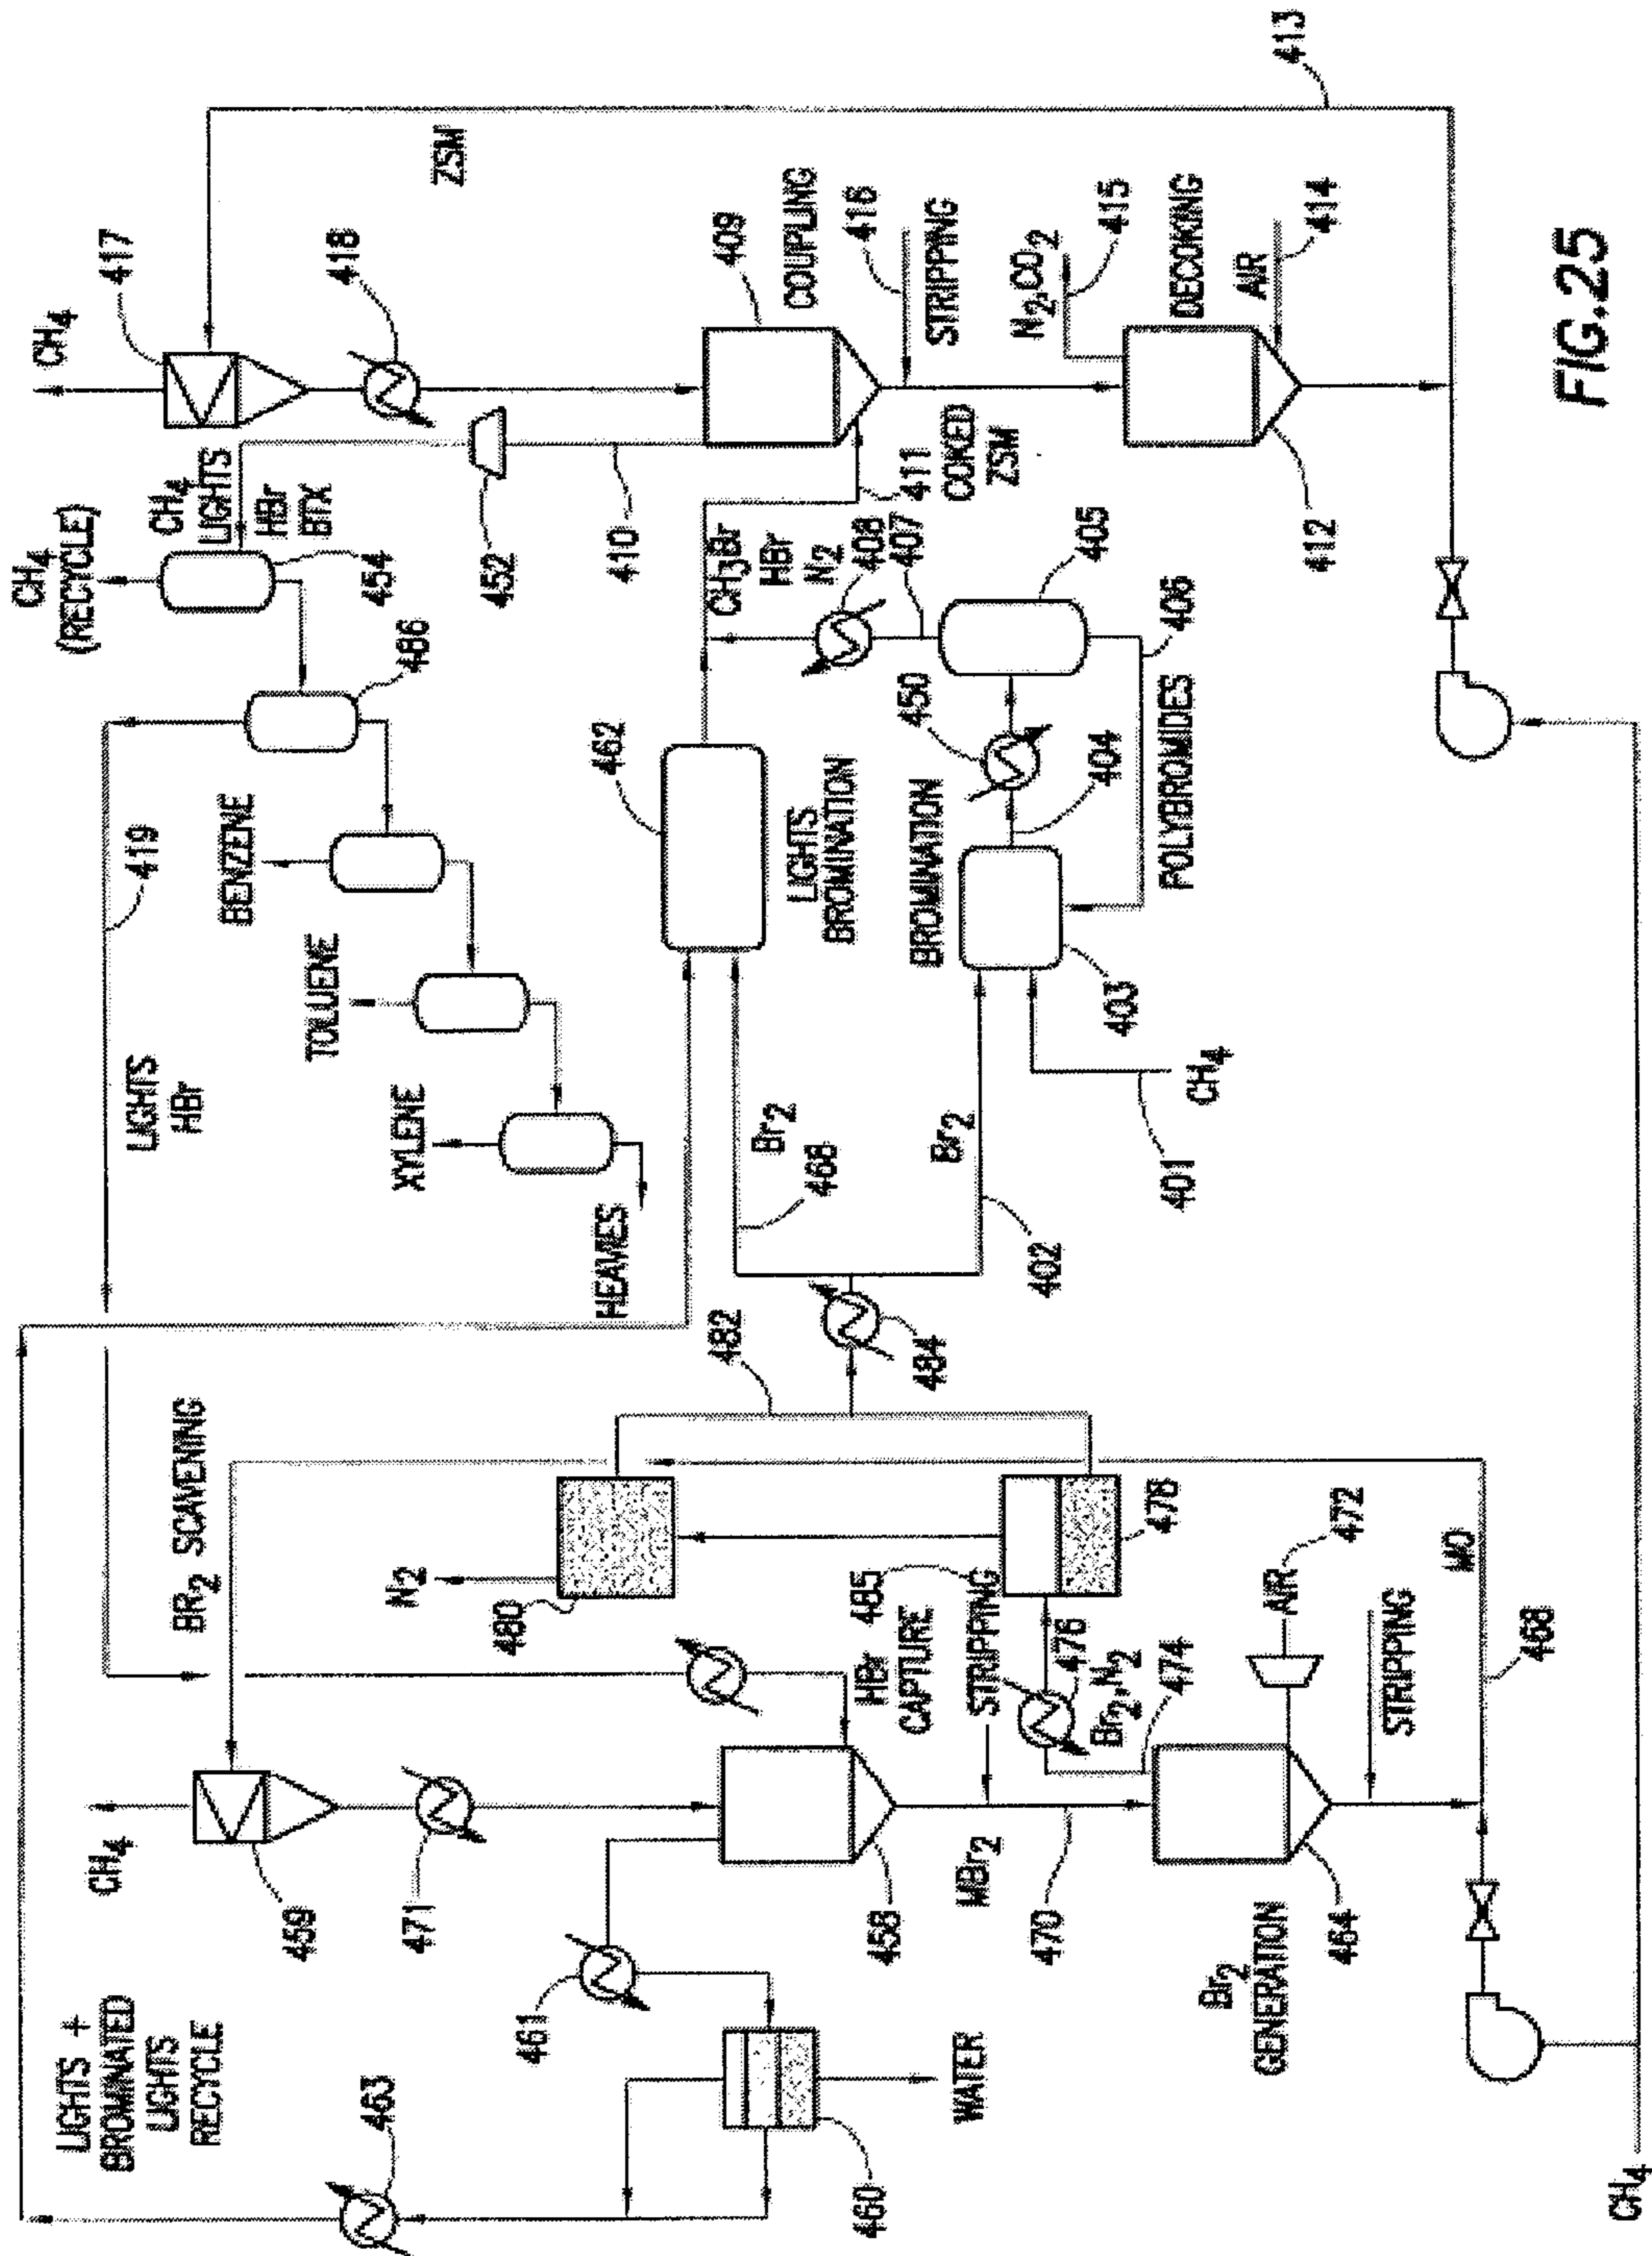 LIGHTS +
BROMINATED
LIGHTS
RECYCLE
CH4
BR2 SCAVENING
LIGHTS
HBr
419
CH4
(RECYCLE)
CH4
463
459
471
461
N2
480
XYLENE
TOLUENE
BENZENE
486
CH4
LIGHTS
HBr
BTX
454
417
418
ZSM
460
WATER
458
HBr
CAPTURE
485
STRIPPING
482
HEAMES
462
452
410
409
MBr2
470
476
Br2,N2
474
478
484
Br2
468
LIGHTS
BROMINATION
CH3Br
HBr
N2
408
407
411
COKED
ZSM
COUPLING
416
STRIPPING
Br2
GENERATION
464
AIR
472
STRIPPING
MO
468
402
Br2
401
CH4
403
BROMINATION
404
450
405
406
POLYBROMIDES
N2,CO2
415
DECOKING
AIR
414
412
413
CH4
FIG.25